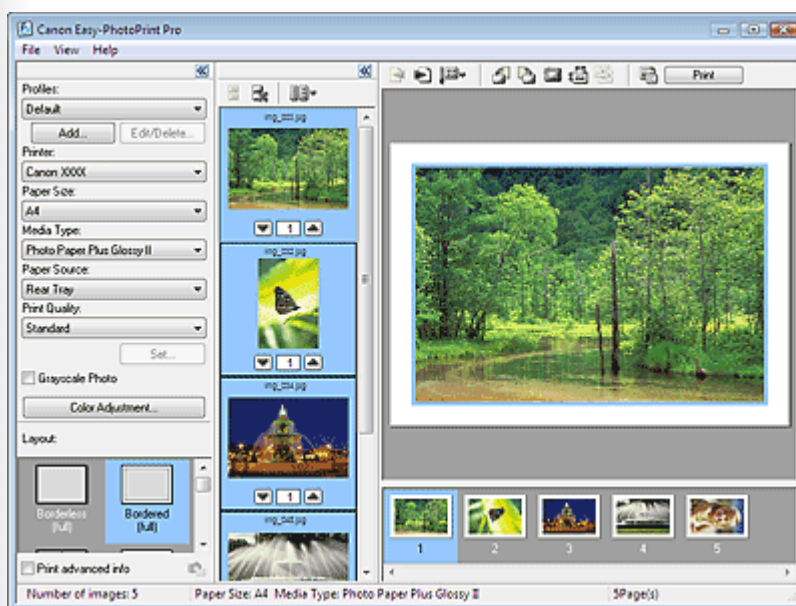 Canon Easy-PhotoPrint Pro
File View Help
Profiles:
Default
Add... Edit/Delete...
Printer:
Canon XXXX
Paper Size:
A4
Media Type:
Photo Paper Plus Glossy II
Paper Source:
Rear Tray
Print Quality:
Standard
Set...
Grayscale Photo
Color Adjustment...
Layout:
Borderless
(full)
Bordered
(full)
Print advanced info
1
1
1
Print
1 2 3 4 5
Number of images: 5 Paper Size: A4 Media Type: Photo Paper Plus Glossy II 5Page(s)